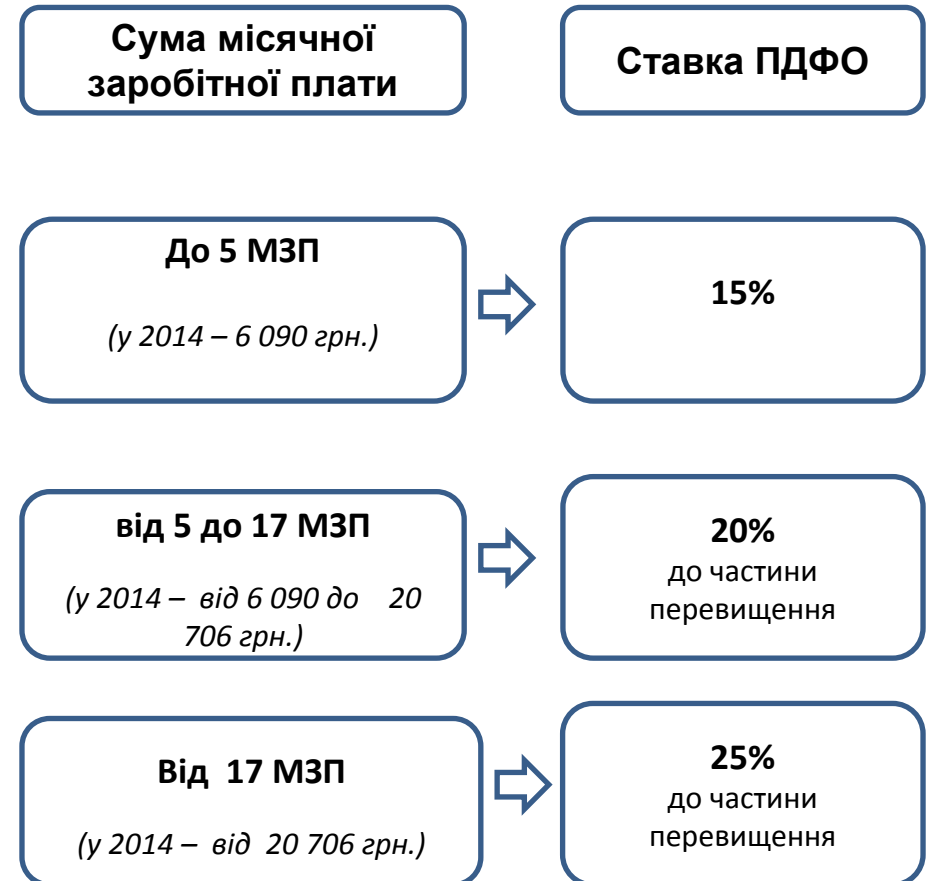 Сума місячної
заробітної плати
Ставка ПДФО
До 5 МЗП
(у 2014 – 6 090 грн.)
15%
від 5 до 17 МЗП
(у 2014 – від 6 090 до 20
706 грн.)
20%
до частини
перевищення
Від 17 МЗП
(у 2014 – від 20 706 грн.)
25%
до частини
перевищення